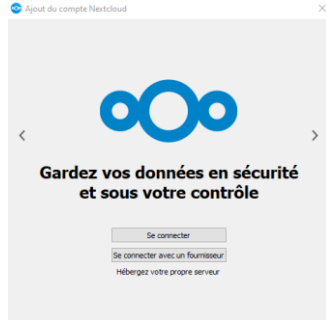 Ajout du compte Nextcloud
Gardez vos données en sécurité
et sous votre contrôle
Se connecter
Se connecter avec un fournisseur
Hébergez votre propre serveur